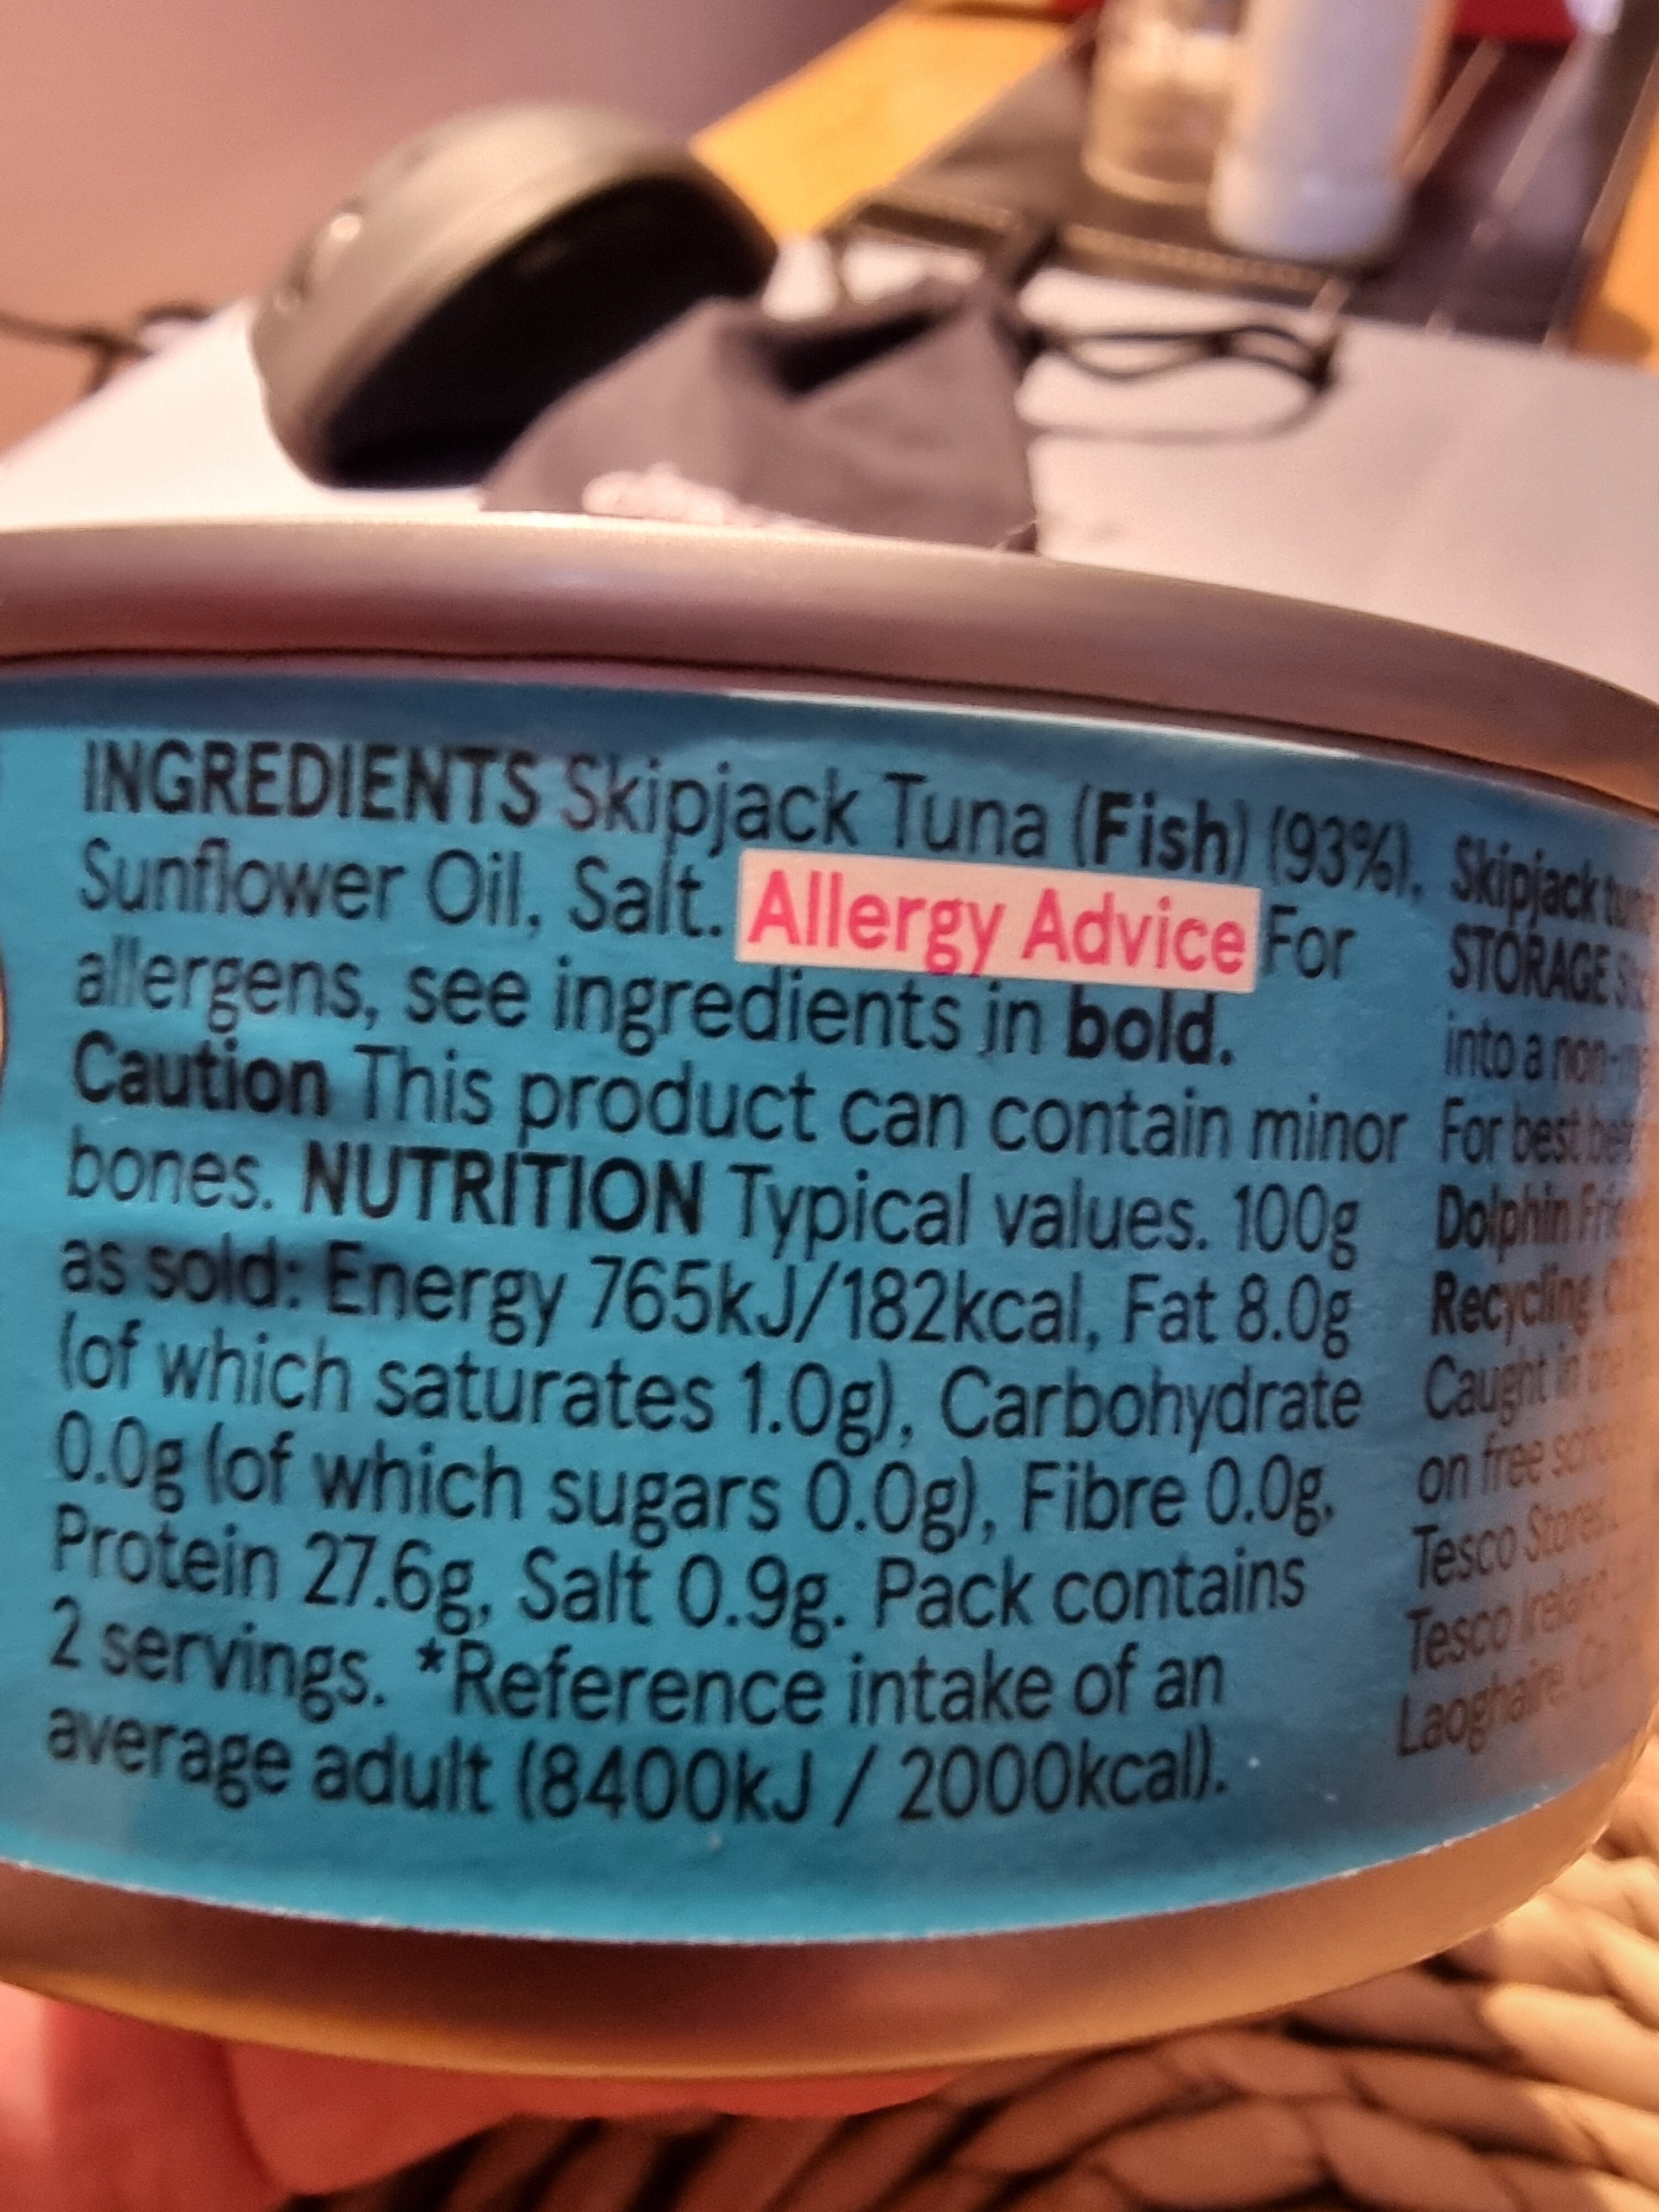 INGREDIENTS Skipjack Tuna (Fish) (93%),
Sunflower Oil, Salt. Allergy Advice For
allergens, see ingredients in bold.
Caution This product can contain minor
bones. NUTRITION Typical values. 100g
as sold: Energy 765kJ/182kcal, Fat 8.0g
(of which saturates 1.0g), Carbohydrate
0.0g (of which sugars 0.0g), Fibre 0.0g,
Protein 27.6g, Salt 0.9g. Pack contains
2 servings. *Reference intake of an
average adult (8400kJ / 2000kcal).
Skipjack
STORAGE
into a
For best
Dolphin
Recycling
Caught in
on free
Tesco Stores
Tesco Ireland
Laoghaire, Co